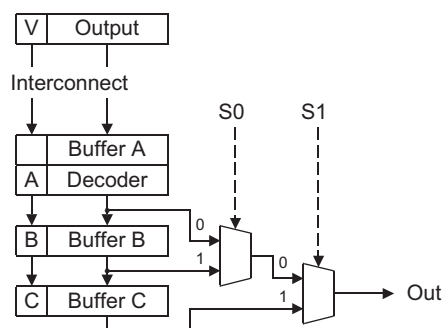 V Output
Interconnect
S0 S1
Buffer A
A Decoder
0
B Buffer B
1
0
Out
C Buffer C
1